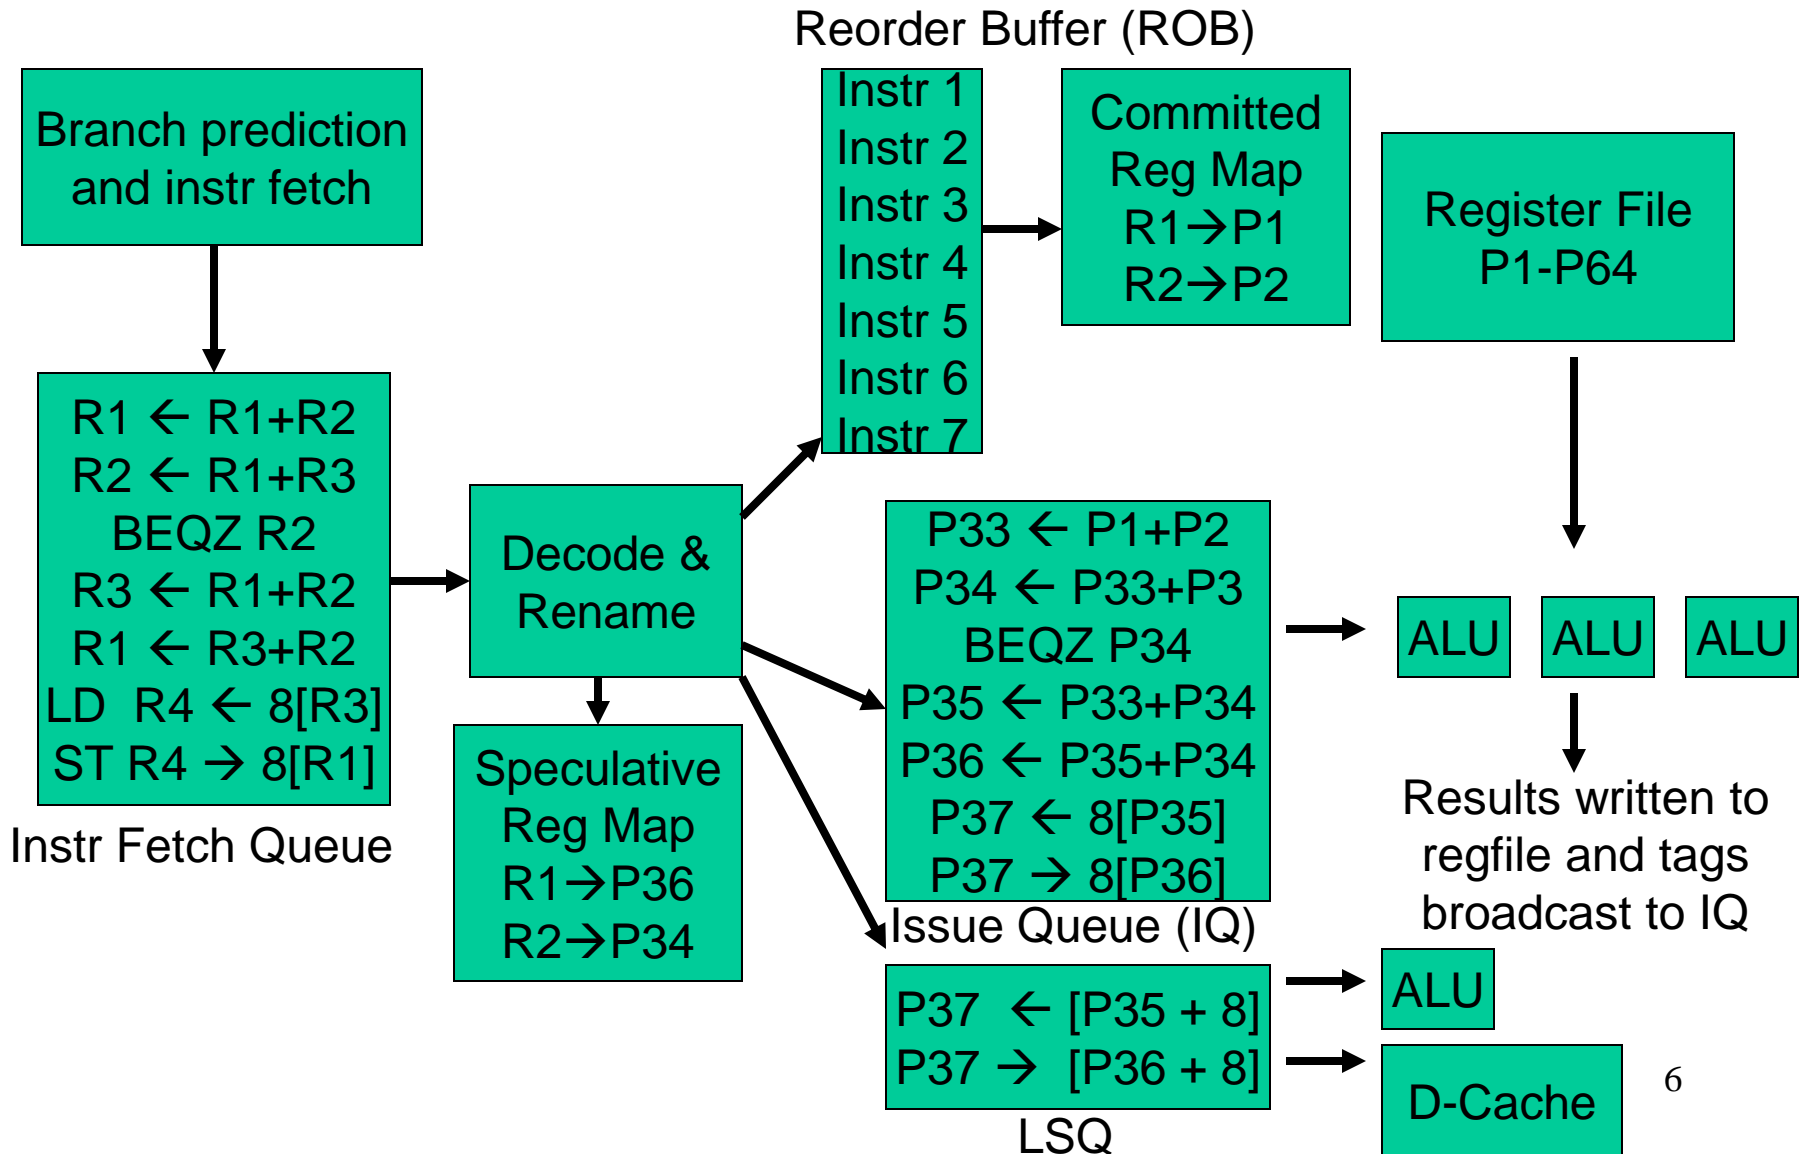 Reorder Buffer (ROB)
Branch prediction
and instr fetch
Instr 1
Instr 2
Instr 3
Instr 4
Instr 5
Instr 6
Instr 7
Committed
Reg Map
R1→P1
R2→P2
Register File
P1-P64
R1 ← R1+R2
R2 ← R1+R3
BEQZ R2
R3 ← R1+R2
R1 ← R3+R2
LD R4 ← 8[R3]
ST R4 → 8[R1]
Instr Fetch Queue
Decode &
Rename
Speculative
Reg Map
R1→P36
R2→P34
P33 ← P1+P2
P34 ← P33+P3
BEQZ P34
P35 ← P33+P34
P36 ← P35+P34
P37 ← 8[P35]
P37 → 8[P36]
Issue Queue (IQ)
ALU
ALU
ALU
Results written to
regfile and tags
broadcast to IQ
P37 ← [P35 + 8]
P37 → [P36 + 8]
LSQ
ALU
D-Cache
6